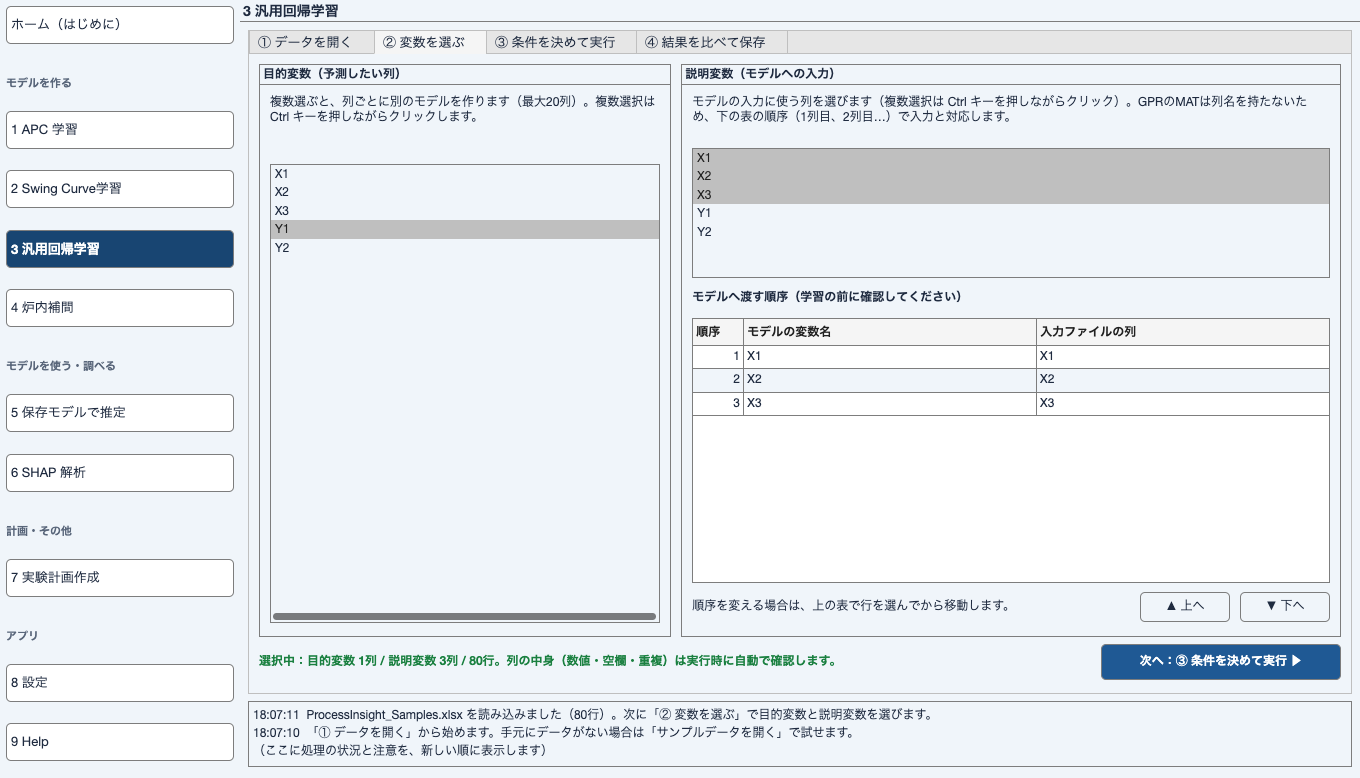 ホーム（はじめに）
モデルを作る
1 APC 学習
2 Swing Curve学習
3 汎用回帰学習
4 炉内補間
モデルを使う・調べる
5 保存モデルで推定
6 SHAP 解析
計画・その他
7 実験計画作成
アプリ
8 設定
9 Help
3 汎用回帰学習
① データを開く
② 変数を選ぶ
③ 条件を決めて実行
④ 結果を比べて保存
目的変数（予測したい列）
複数選ぶと、列ごとに別のモデルを作ります（最大20列）。複数選択は
Ctrl キーを押しながらクリックします。
X1
X2
X3
Y1
Y2
説明変数（モデルへの入力）
モデルの入力に使う列を選びます（複数選択は Ctrl キーを押しながらクリック）。GPRのMATは列名を持たないた
め、下の表の順序（1列目、2列目...）で入力と対応します。
X1
X2
X3
Y1
Y2
モデルへ渡す順序（学習の前に確認してください）
順序 モデルの変数名 入力ファイルの列
1 X1 X1
2 X2 X2
3 X3 X3
順序を変える場合は、上の表で行を選んでから移動します。
▲ 上へ
▼ 下へ
選択中：目的変数 1列 / 説明変数 3列 / 80行。列の中身（数値・空欄・重複）は実行時に自動で確認します。
次へ：③ 条件を決めて実行 ▶
18:07:11 ProcessInsight_Samples.xlsx を読み込みました（80行）。次に「② 変数を選ぶ」で目的変数と説明変数を選びます。
18:07:10 「① データを開く」から始めます。手元にデータがない場合は「サンプルデータを開く」で試せます。
（ここに処理の状況と注意を、新しい順に表示します）